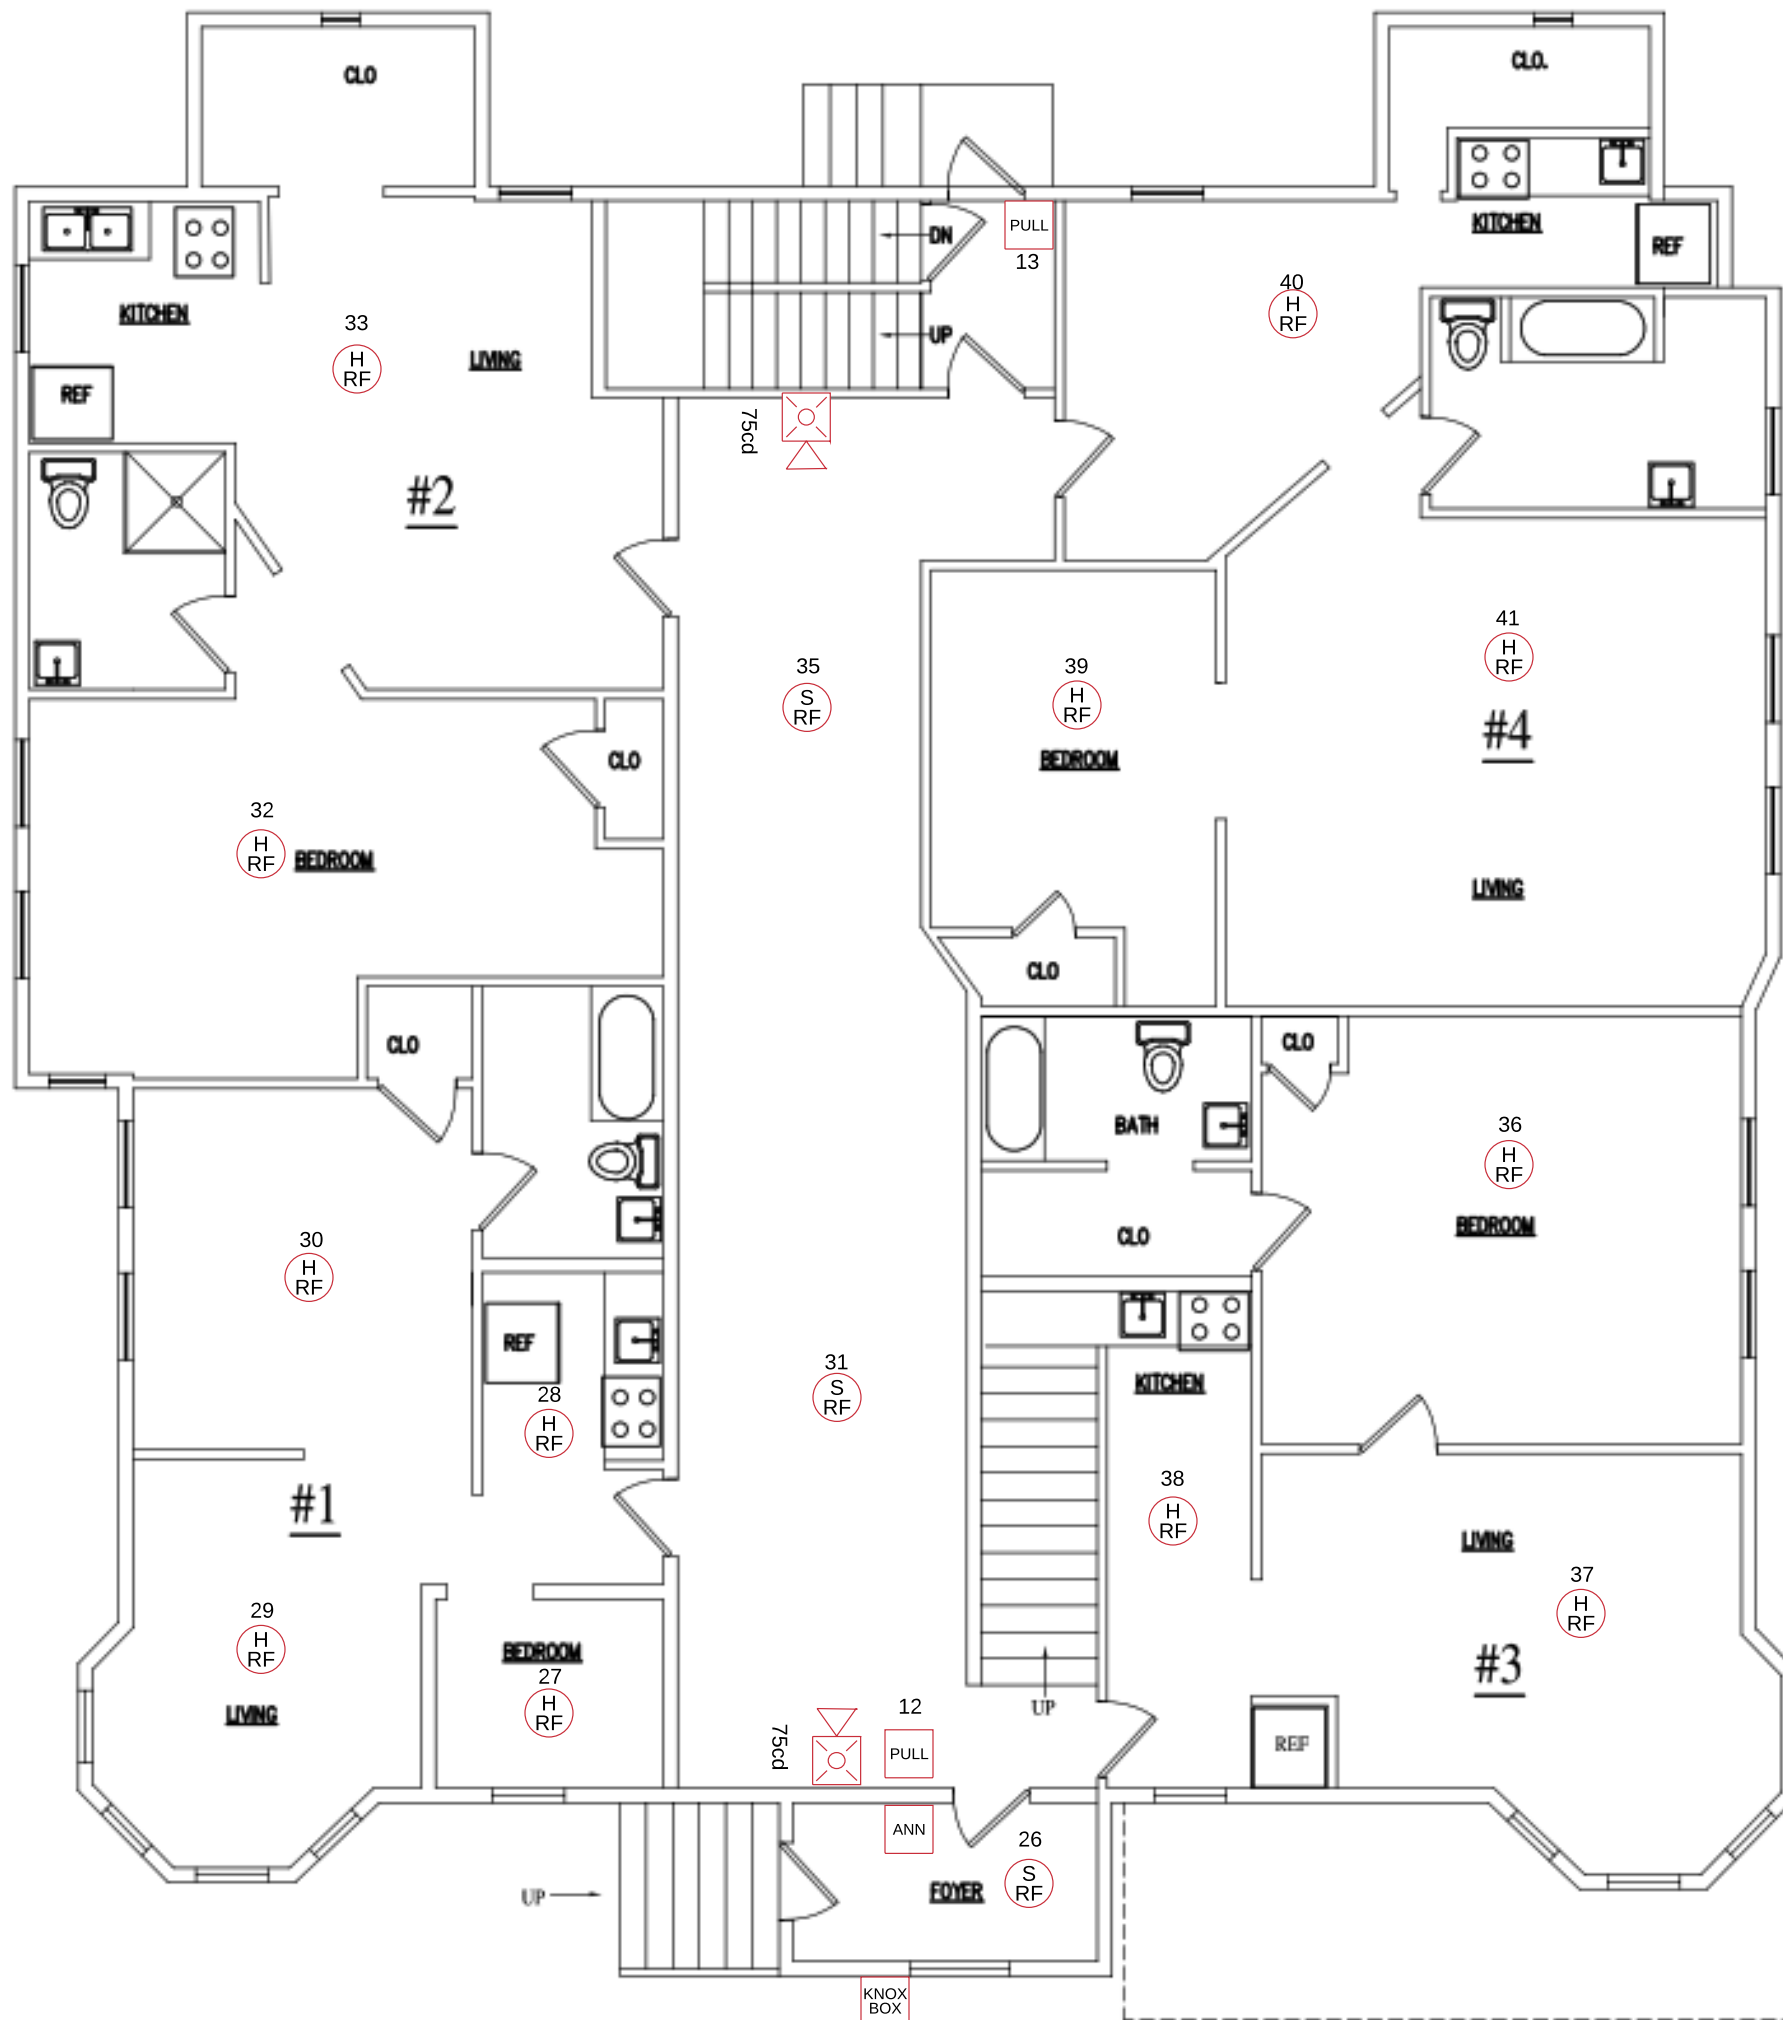 CLO
CLO.
KITCHEN
REF
DN
PULL
13
UP
40
H
RF
KITCHEN
33
H
RF
LIVING
REF
75cd
#2
35
S
RF
39
H
RF
BEDROOM
41
H
RF
#4
LIVING
CLO
32
H
RF
BEDROOM
CLO
CLO
CLO
BATH
CLO
36
H
RF
BEDROOM
30
H
RF
REF
28
H
RF
31
S
RF
KITCHEN
38
H
RF
#1
LIVING
37
H
RF
#3
29
H
RF
LIVING
BEDROOM
27
H
RF
UP
12
PULL
75cd
REF
ANN
26
S
RF
FOYER
UP
KNOX
BOX